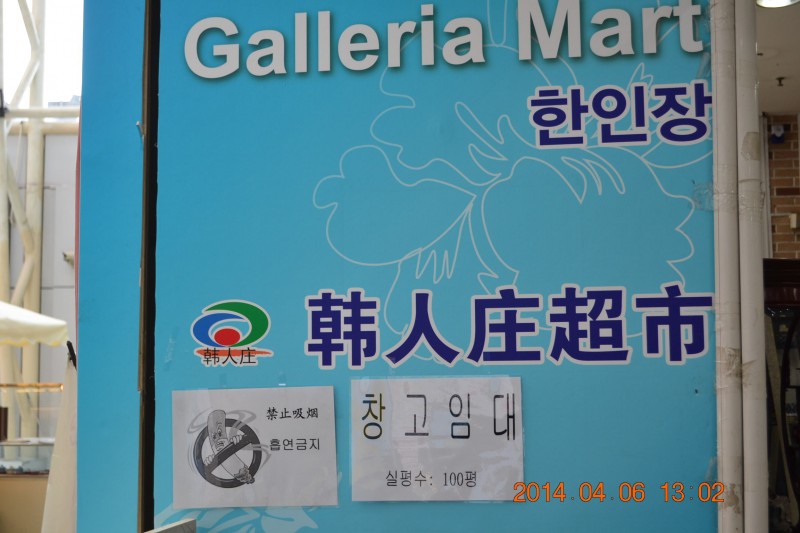 Galleria Mart
한인장
韩人庄超市
韩人庄
禁止吸烟
흡연금지
창고임대
실평수: 100평
2014.04.06 13:02